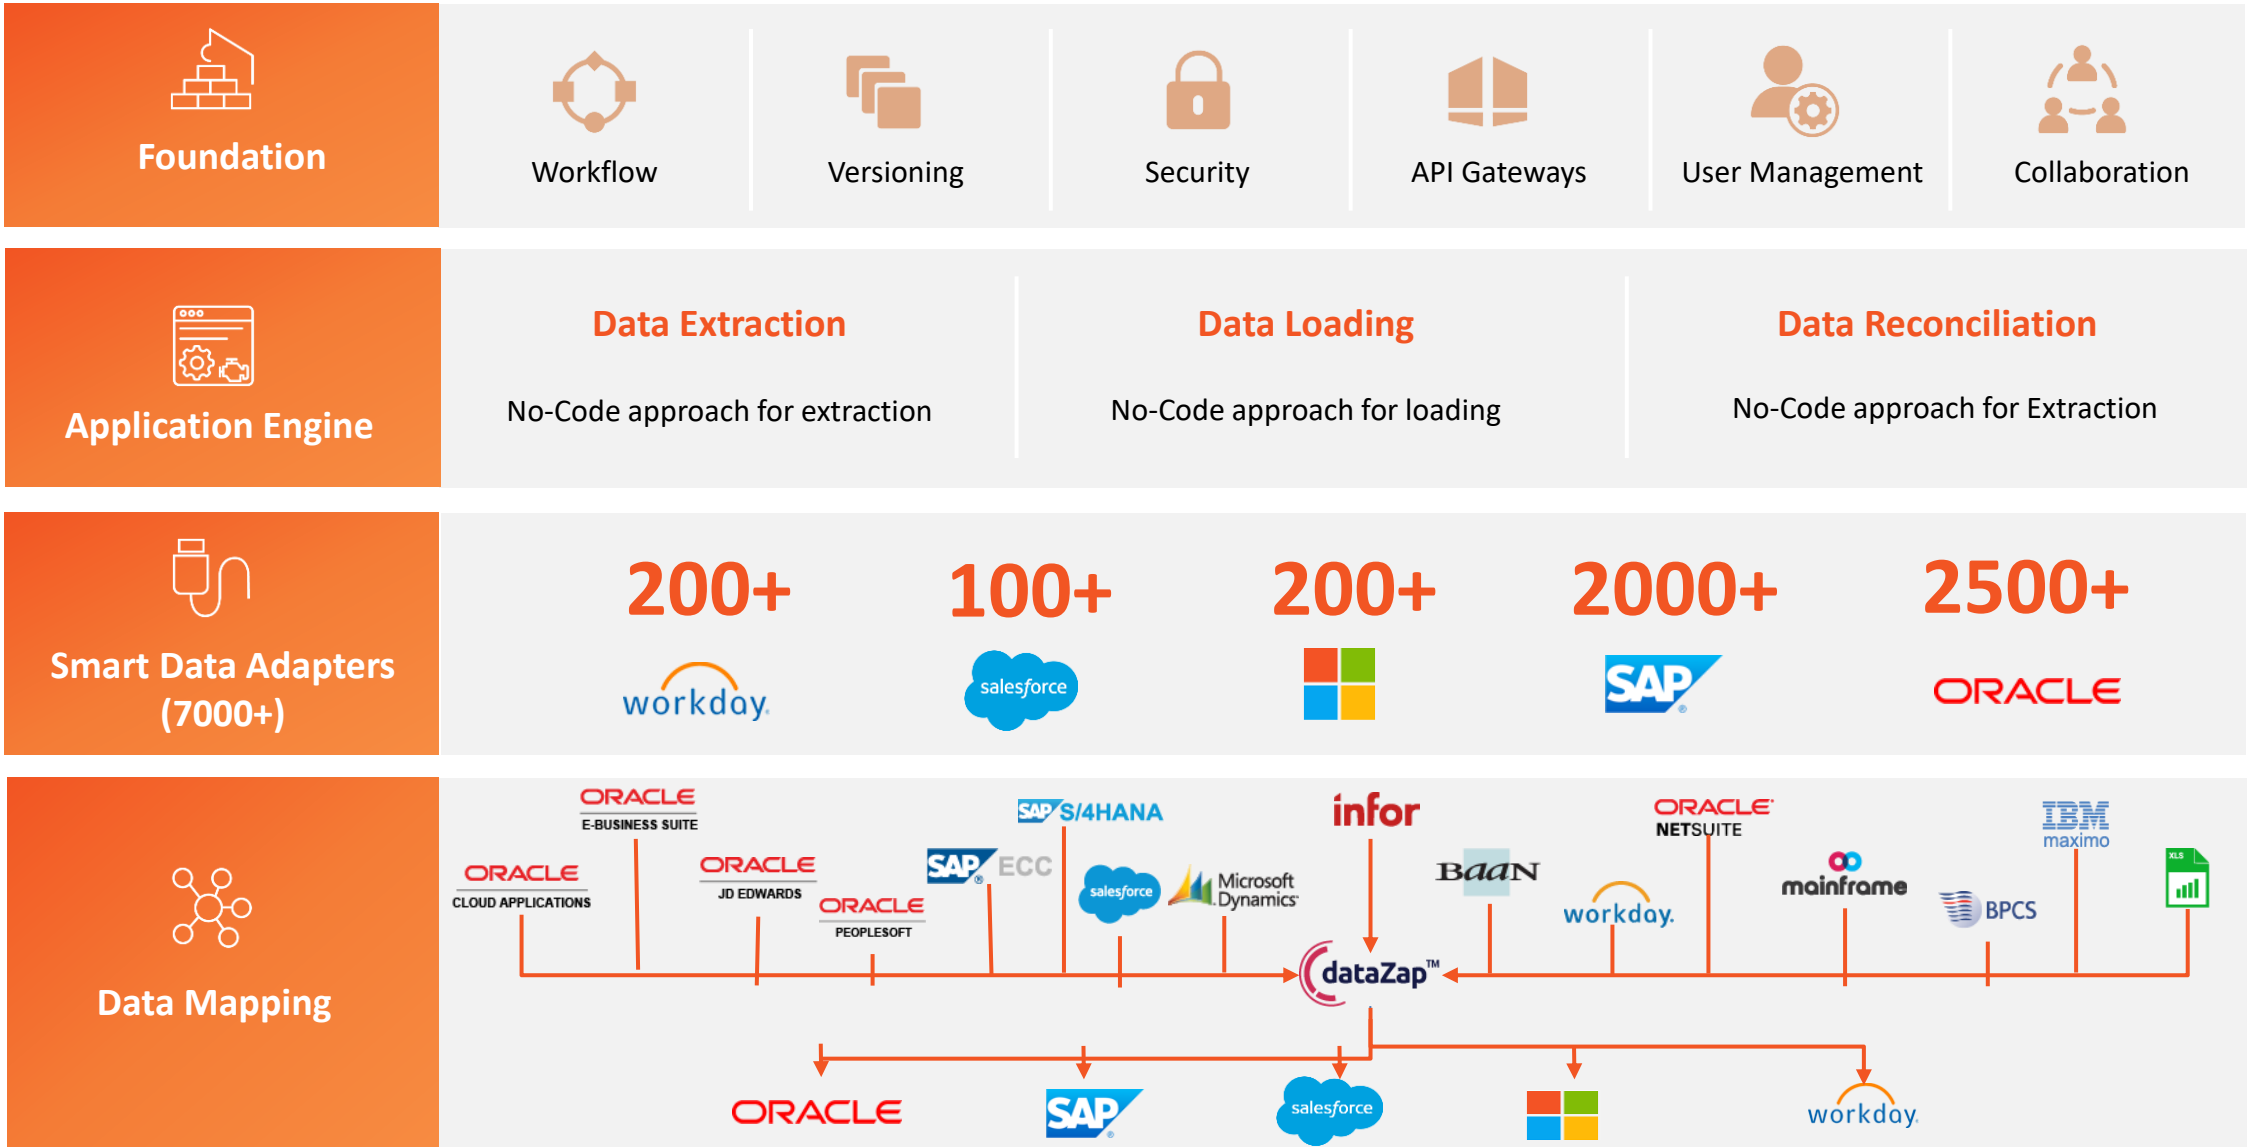 Foundation
Workflow
Versioning
Security
API Gateways
User Management
Collaboration
Application Engine
Data Extraction
No-Code approach for extraction
Data Loading
No-Code approach for loading
Data Reconciliation
No-Code approach for Extraction
Smart Data Adapters
(7000+)
200+
workday.
100+
salesforce
200+
2000+
SAP®
2500+
ORACLE
Data Mapping
ORACLE
CLOUD APPLICATIONS
ORACLE
E-BUSINESS SUITE
ORACLE
JD EDWARDS
ORACLE
PEOPLESOFT
SAP® ECC
SAP S/4HANA
salesforce
Microsoft
Dynamics
infor
BaaN
workday.
ORACLE®
NETSUITE
mainframe
BPCS
IBM
maximo
XLS
dataZap™
ORACLE
SAP®
salesforce
workday.